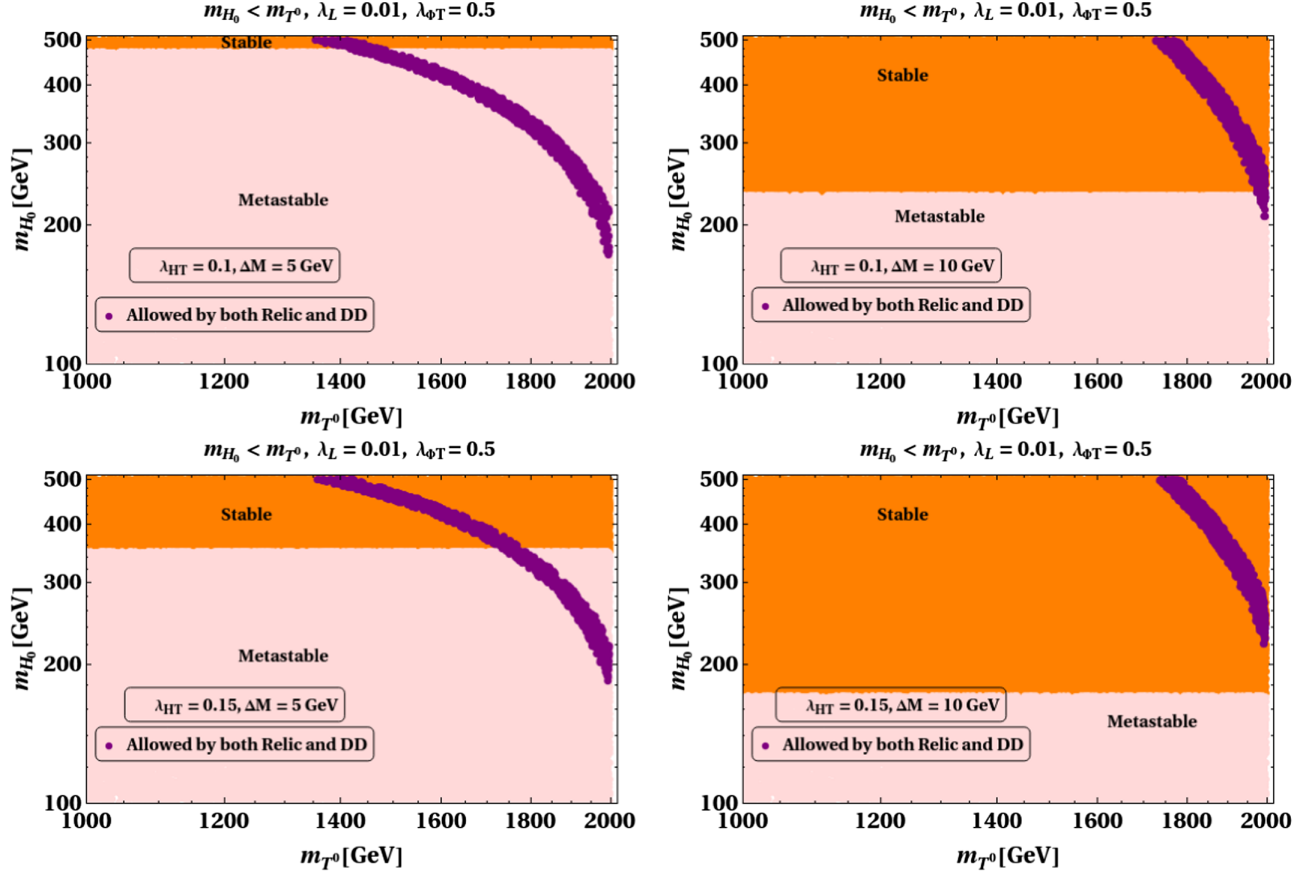 m_{H_0} < m_{T^0}, λ_L = 0.01, λ_{ΦT} = 0.5
500
400
300
200
100
m_{H_0} [GeV]
Stable
Metastable
λ_{HT} = 0.1, ΔM = 5 GeV
Allowed by both Relic and DD
1000 1200 1400 1600 1800 2000
m_{T^0} [GeV]
m_{H_0} < m_{T^0}, λ_L = 0.01, λ_{ΦT} = 0.5
500
400
300
200
100
m_{H_0} [GeV]
Stable
Metastable
λ_{HT} = 0.1, ΔM = 10 GeV
Allowed by both Relic and DD
1000 1200 1400 1600 1800 2000
m_{T^0} [GeV]
m_{H_0} < m_{T^0}, λ_L = 0.01, λ_{ΦT} = 0.5
500
400
300
200
100
m_{H_0} [GeV]
Stable
Metastable
λ_{HT} = 0.15, ΔM = 5 GeV
Allowed by both Relic and DD
1000 1200 1400 1600 1800 2000
m_{T^0} [GeV]
m_{H_0} < m_{T^0}, λ_L = 0.01, λ_{ΦT} = 0.5
500
400
300
200
100
m_{H_0} [GeV]
Stable
λ_{HT} = 0.15, ΔM = 10 GeV
Metastable
Allowed by both Relic and DD
1000 1200 1400 1600 1800 2000
m_{T^0} [GeV]